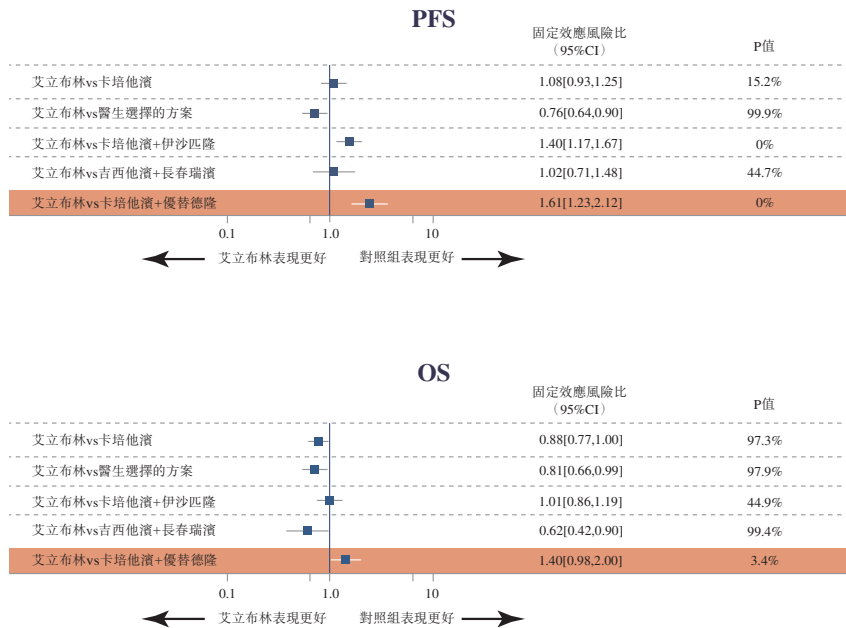 PFS
固定效應風險比
（95%CI）
P值
艾立布林vs卡培他濱 1.08[0.93,1.25] 15.2%
艾立布林vs醫生選擇的方案 0.76[0.64,0.90] 99.9%
艾立布林vs卡培他濱+伊沙匹隆 1.40[1.17,1.67] 0%
艾立布林vs吉西他濱+長春瑞濱 1.02[0.71,1.48] 44.7%
艾立布林vs卡培他濱+優替德隆 1.61[1.23,2.12] 0%
0.1 1.0 10
艾立布林表現更好 對照組表現更好
OS
固定效應風險比
（95%CI）
P值
艾立布林vs卡培他濱 0.88[0.77,1.00] 97.3%
艾立布林vs醫生選擇的方案 0.81[0.66,0.99] 97.9%
艾立布林vs卡培他濱+伊沙匹隆 1.01[0.86,1.19] 44.9%
艾立布林vs吉西他濱+長春瑞濱 0.62[0.42,0.90] 99.4%
艾立布林vs卡培他濱+優替德隆 1.40[0.98,2.00] 3.4%
0.1 1.0 10
艾立布林表現更好 對照組表現更好